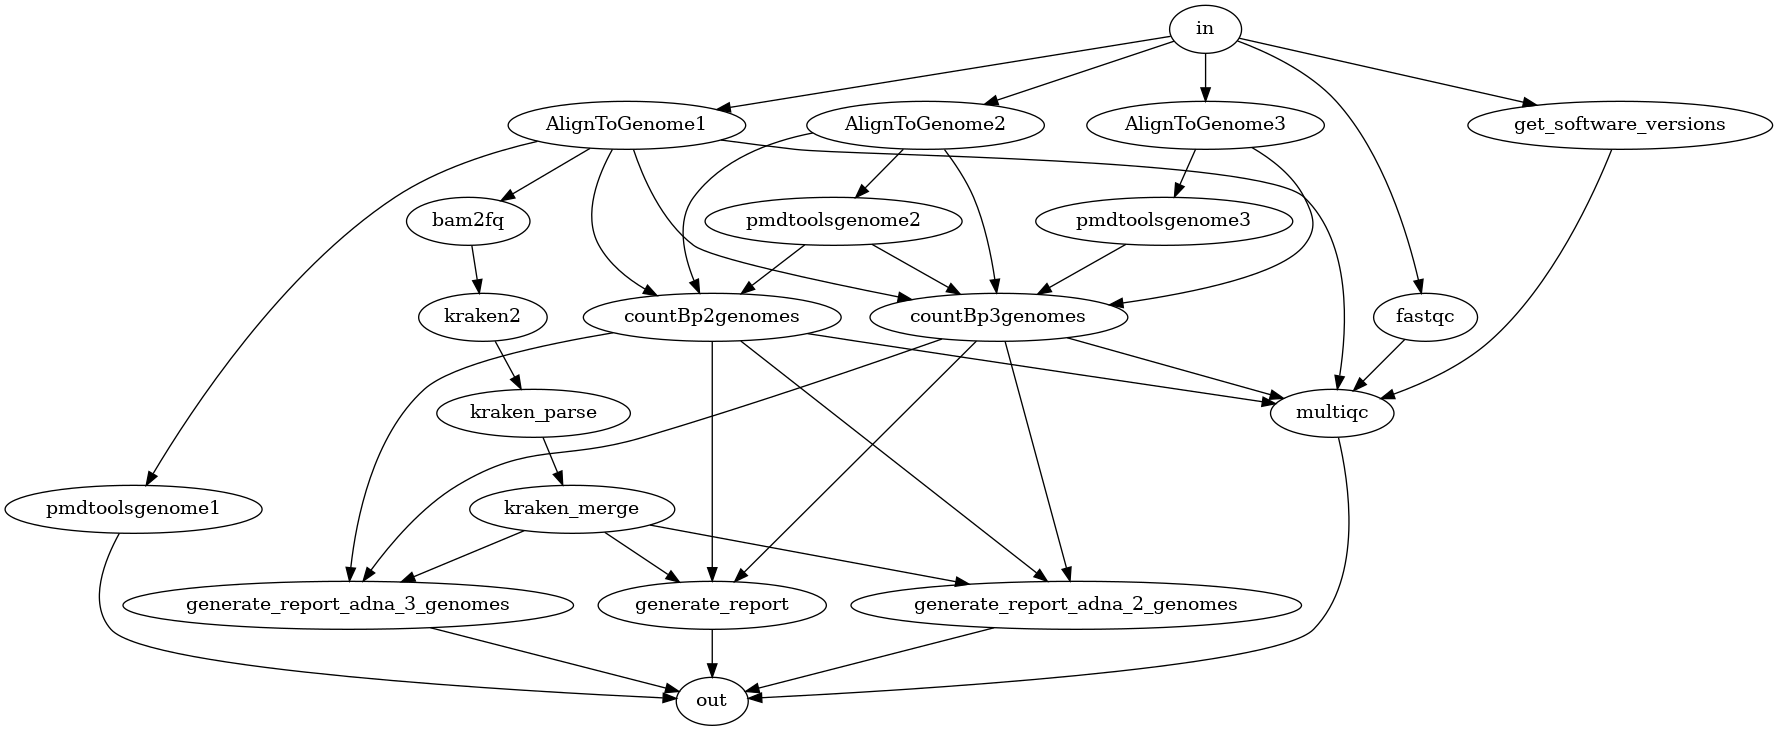 in
AlignToGenome1
AlignToGenome2
AlignToGenome3
get_software_versions
bam2fq
pmdtoolsgenome2
pmdtoolsgenome3
kraken2
countBp2genomes
countBp3genomes
fastqc
kraken_parse
multiqc
pmdtoolsgenome1
kraken_merge
generate_report_adna_3_genomes
generate_report
generate_report_adna_2_genomes
out